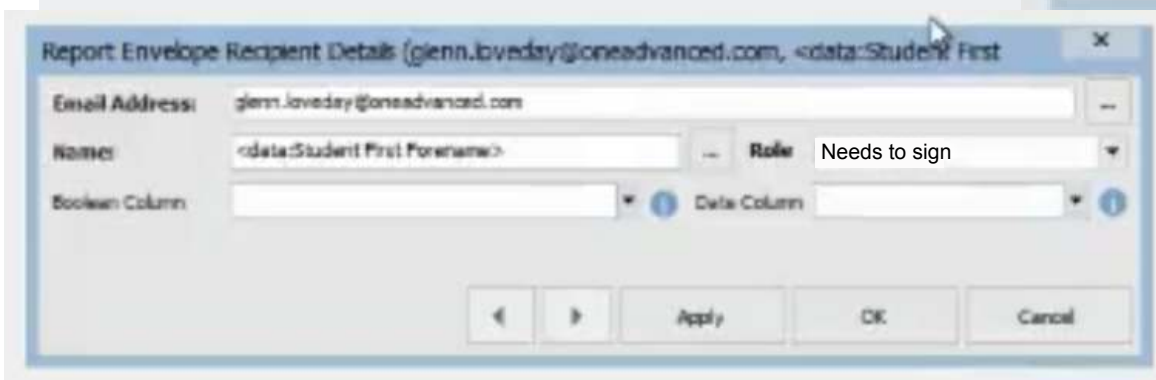 Report Envelope Recipient Details (glenn.loveday@oneadvanced.com, <data:Student First
Email Address: glenn.loveday@oneadvanced.com ...
Name: <data:Student First Forename> ... Role Needs to sign
Boolean Column Date Column
Apply OK Cancel